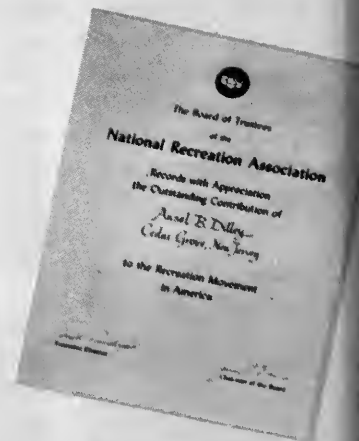 The Board of Trustees
of the
National Recreation Association
Records with Appreciation
the Outstanding Contribution of
B.
Cedar Grove, New Jersey
to the Recreation Movement
in America
Executive Director
Chairman of the Board